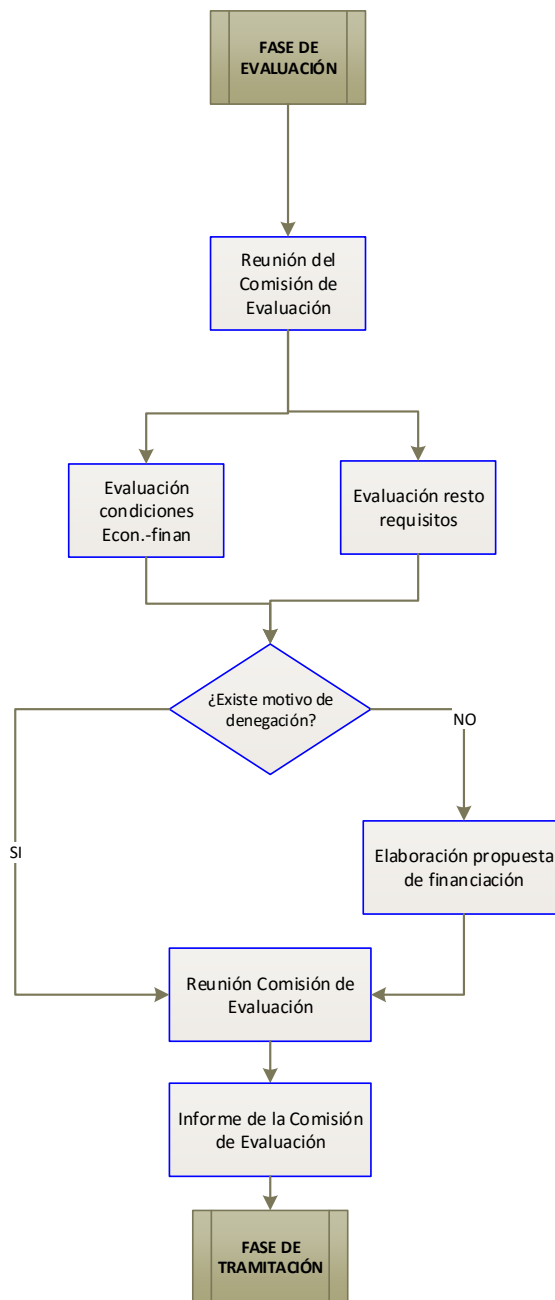 FASE DE
EVALUACIÓN
Reunión del
Comisión de
Evaluación
Evaluación
condiciones
Econ.-finan
Evaluación resto
requisitos
¿Existe motivo de
denegación?
NO
SI
Elaboración propuesta
de financiación
Reunión Comisión de
Evaluación
Informe de la Comisión
de Evaluación
FASE DE
TRAMITACIÓN